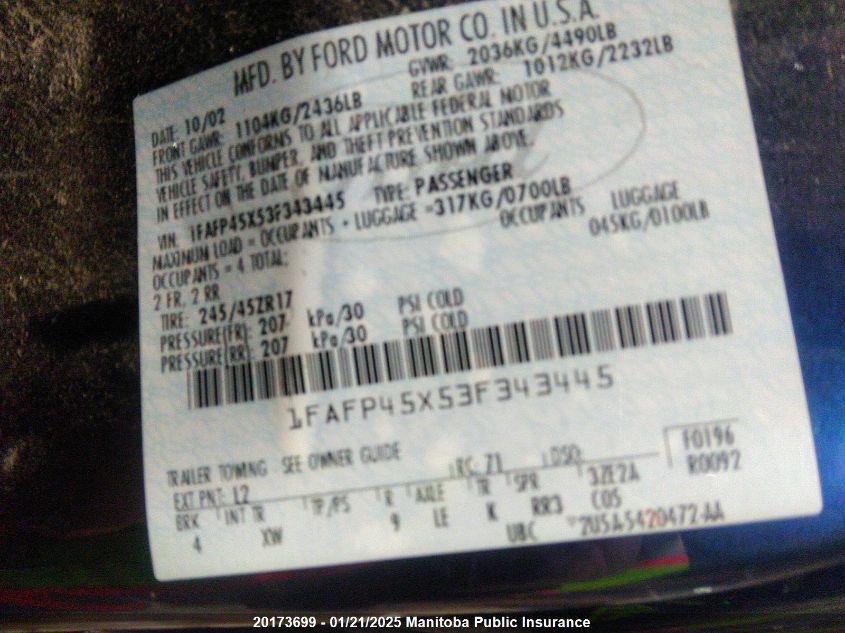 MFD. BY FORD MOTOR CO. IN U.S.A.
DATE: 10/02 GVWR: 2036KG/4490LB
FRONT GAWR: 1104KG/2436LB REAR GAWR: 1012KG/2232LB
THIS VEHICLE CONFORMS TO ALL APPLICABLE FEDERAL MOTOR
VEHICLE SAFETY, BUMPER, AND THEFT PREVENTION STANDARDS
IN EFFECT ON THE DATE OF MANUFACTURE SHOWN ABOVE.
VIN: 1FAFP45X53F343445 TYPE: PASSENGER
MAXIMUM LOAD = OCCUPANTS + LUGGAGE =317KG/0700LB
OCCUPANTS = 4 TOTAL; OCCUPANTS LUGGAGE
2 FR, 2 RR 045KG/0100LB
TIRE: 245/45ZR17
PRESSURE(FR): 207 kPa/30 PSI COLD
PRESSURE(RR): 207 kPa/30 PSI COLD
1FAFP45X53F343445
TRAILER TOWING SEE OWNER GUIDE
EXT PNT: L2 RC: 71 DSO: F0196
R0092
BRK INT TR TP/PS R AXLE TR SPR 3ZE2A
4 XW 9 LE K RR3 COS
UBC 2U5A5420472-AA
20173699 - 01/21/2025 Manitoba Public Insurance